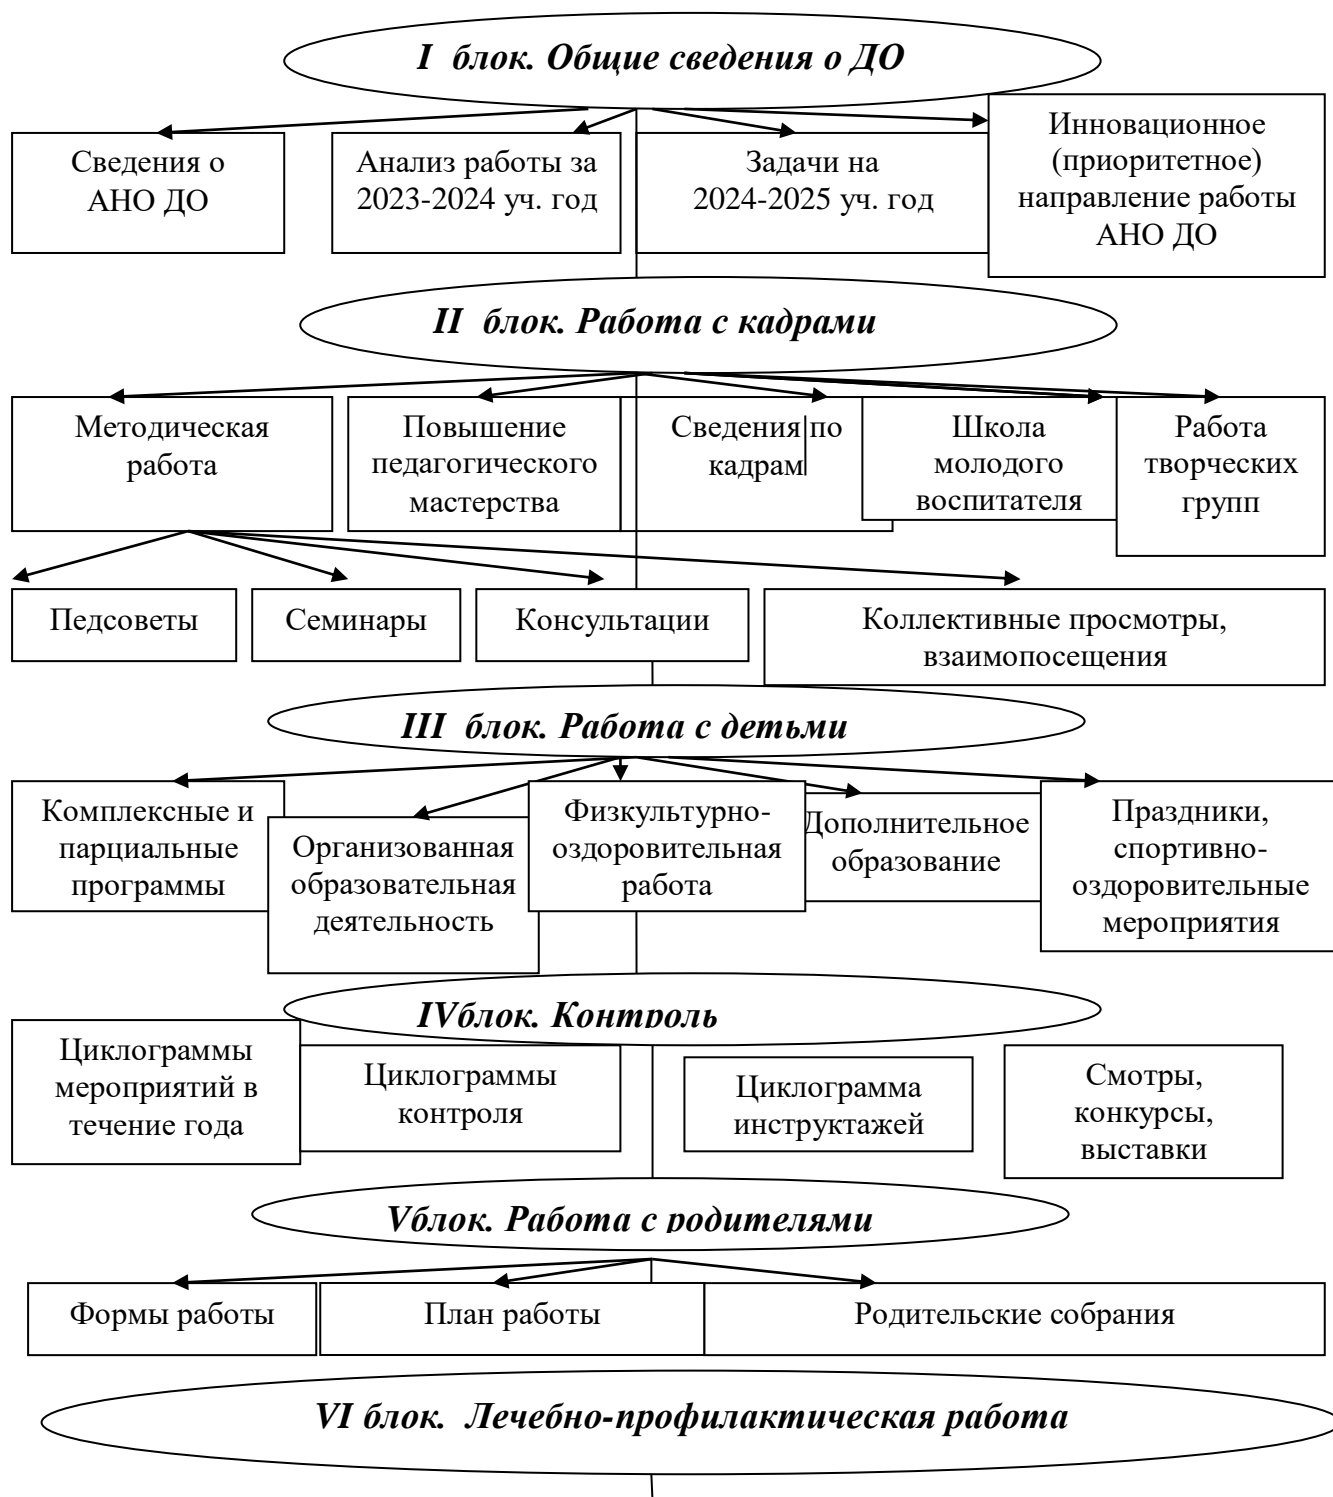 I блок. Общие сведения о ДО
Сведения о
АНО ДО
Анализ работы за
2023-2024 уч. год
Задачи на
2024-2025 уч. год
Инновационное
(приоритетное)
направление работы
АНО ДО
II блок. Работа с кадрами
Методическая
работа
Повышение
педагогического
мастерства
Сведения по
кадрам
Школа
молодого
воспитателя
Работа
творческих
групп
Педсоветы
Семинары
Консультации
Коллективные просмотры,
взаимопосещения
III блок. Работа с детьми
Комплексные и
парциальные
программы
Организованная
образовательная
деятельность
Физкультурно-
оздоровительная
работа
Дополнительное
образование
Праздники,
спортивно-
оздоровительные
мероприятия
IVблок. Контроль
Циклограммы
мероприятий в
течение года
Циклограммы
контроля
Циклограмма
инструктажей
Смотры,
конкурсы,
выставки
Vблок. Работа с родителями
Формы работы
План работы
Родительские собрания
VI блок. Лечебно-профилактическая работа